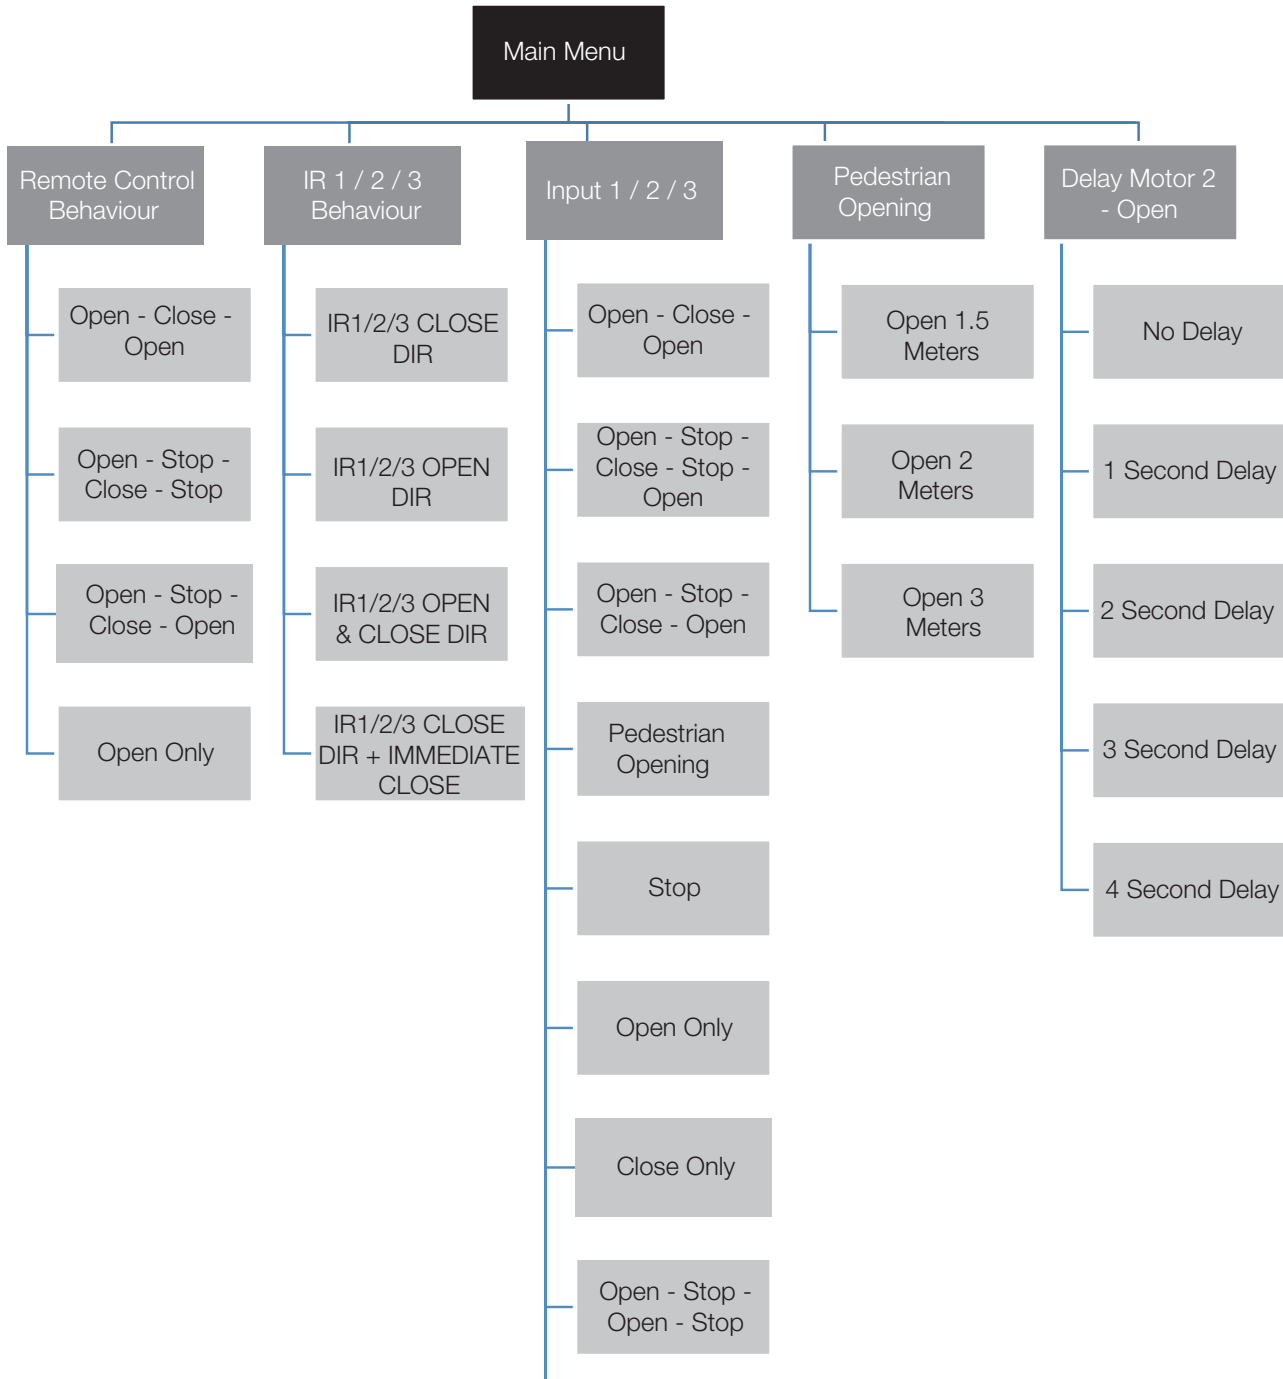 Main Menu
Remote Control
Behaviour
IR 1 / 2 / 3
Behaviour
Input 1 / 2 / 3
Pedestrian
Opening
Delay Motor 2
- Open
Open - Close -
Open
Open - Stop -
Close - Stop
Open - Stop -
Close - Open
Open Only
IR1/2/3 CLOSE
DIR
IR1/2/3 OPEN
DIR
IR1/2/3 OPEN
& CLOSE DIR
IR1/2/3 CLOSE
DIR + IMMEDIATE
CLOSE
Open - Close -
Open
Open - Stop -
Close - Stop -
Open
Open - Stop -
Close - Open
Pedestrian
Opening
Stop
Open Only
Close Only
Open - Stop -
Open - Stop
Open 1.5
Meters
Open 2
Meters
Open 3
Meters
No Delay
1 Second Delay
2 Second Delay
3 Second Delay
4 Second Delay